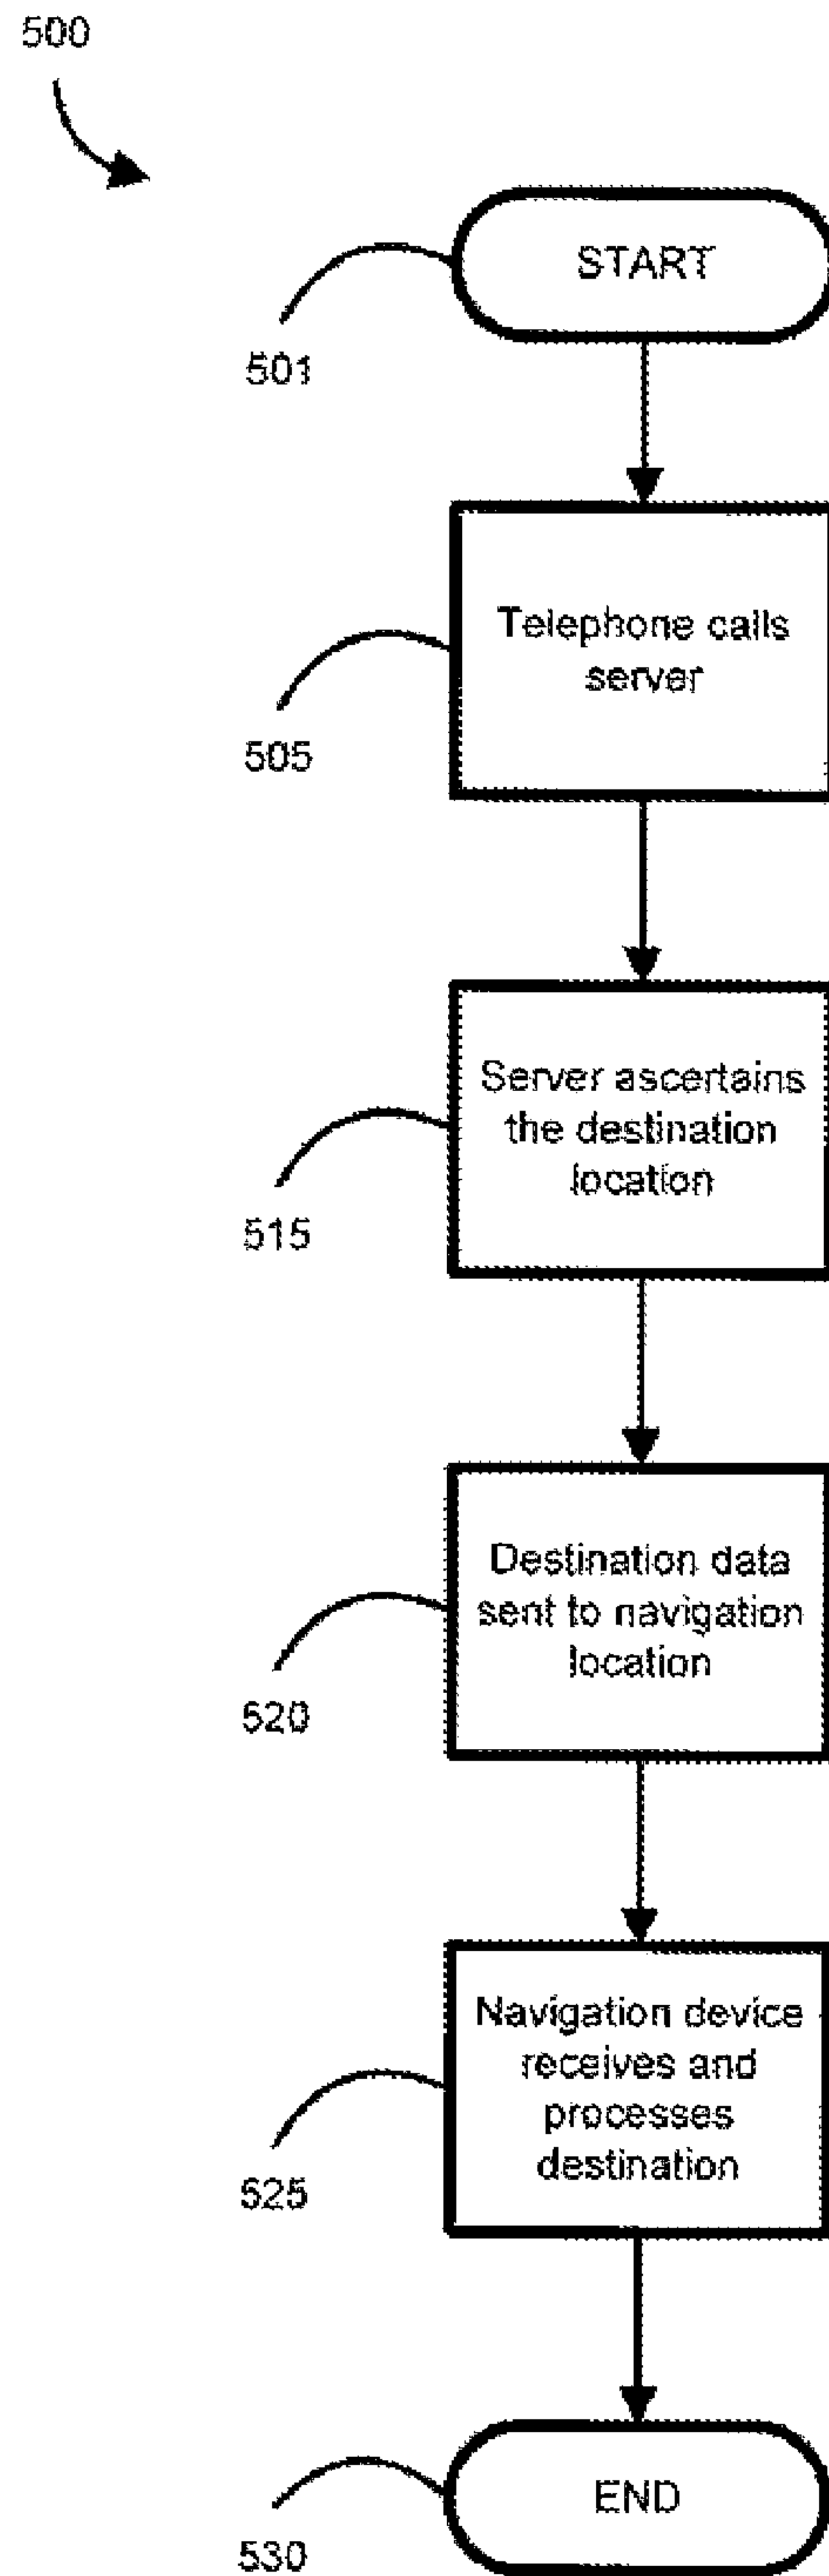 500
START
501
Telephone calls
server
505
Server ascertains
the destination
location
515
Destination data
sent to navigation
location
520
Navigation device
receives and
processes
destination
525
END
530